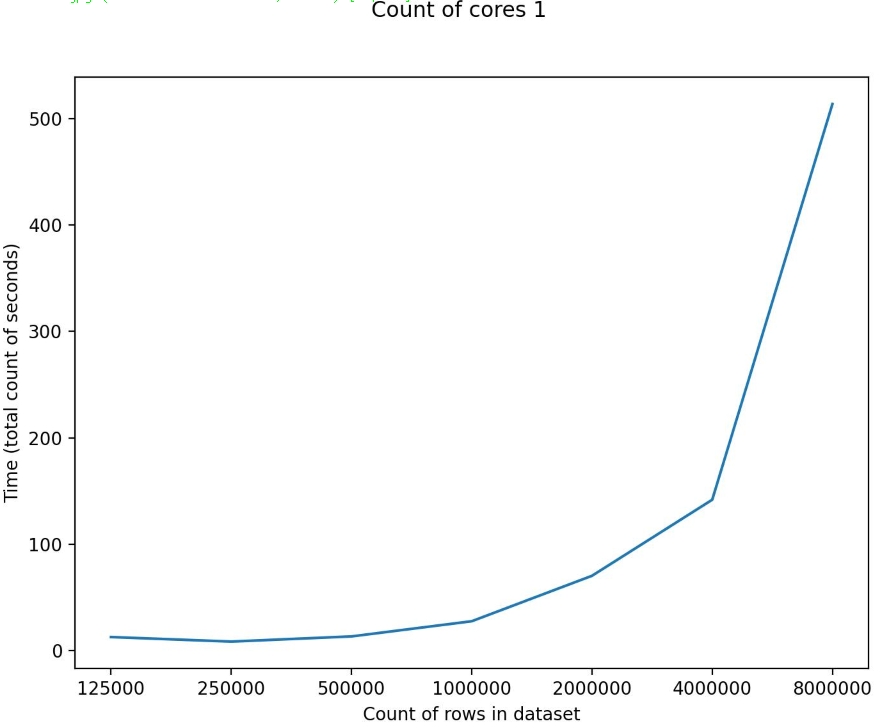 Count of cores 1
500
400
300
200
100
0
Time (total count of seconds)
125000 250000 500000 1000000 2000000 4000000 8000000
Count of rows in dataset